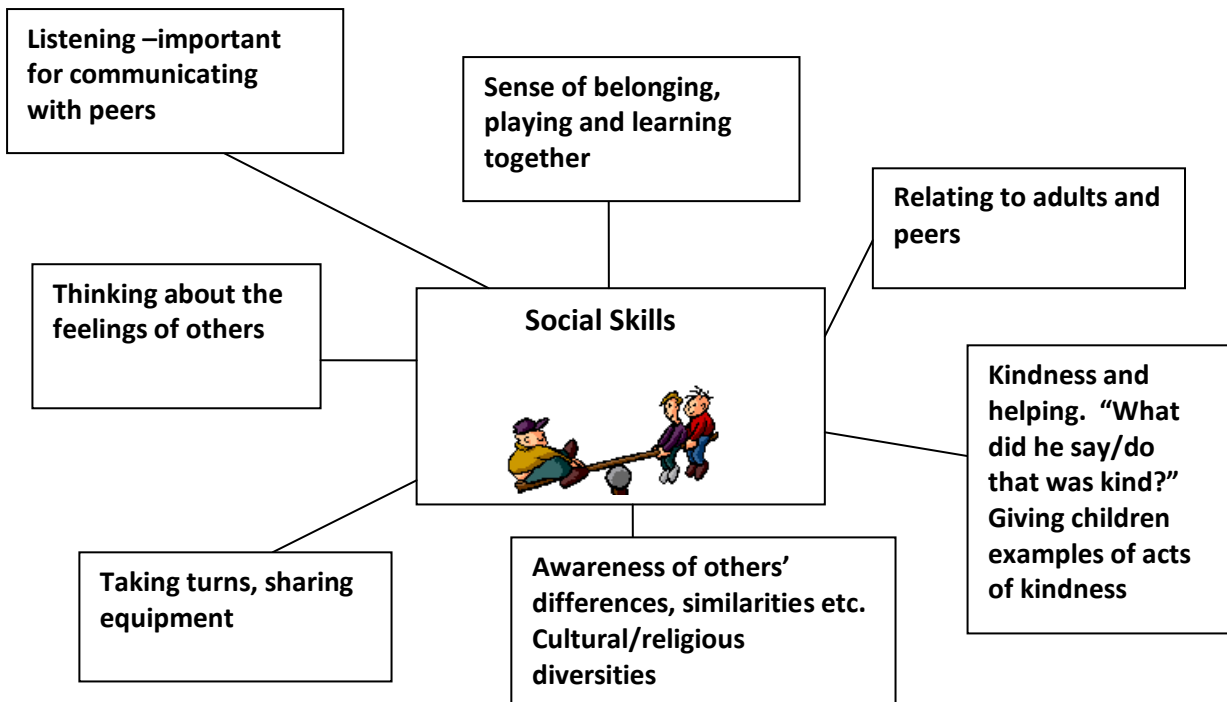 Listening –important
for communicating
with peers
Sense of belonging,
playing and learning
together
Relating to adults and
peers
Thinking about the
feelings of others
Social Skills
Kindness and
helping.  “What
did he say/do
that was kind?”
Giving children
examples of acts
of kindness
Taking turns, sharing
equipment
Awareness of others’
differences, similarities etc.
Cultural/religious
diversities